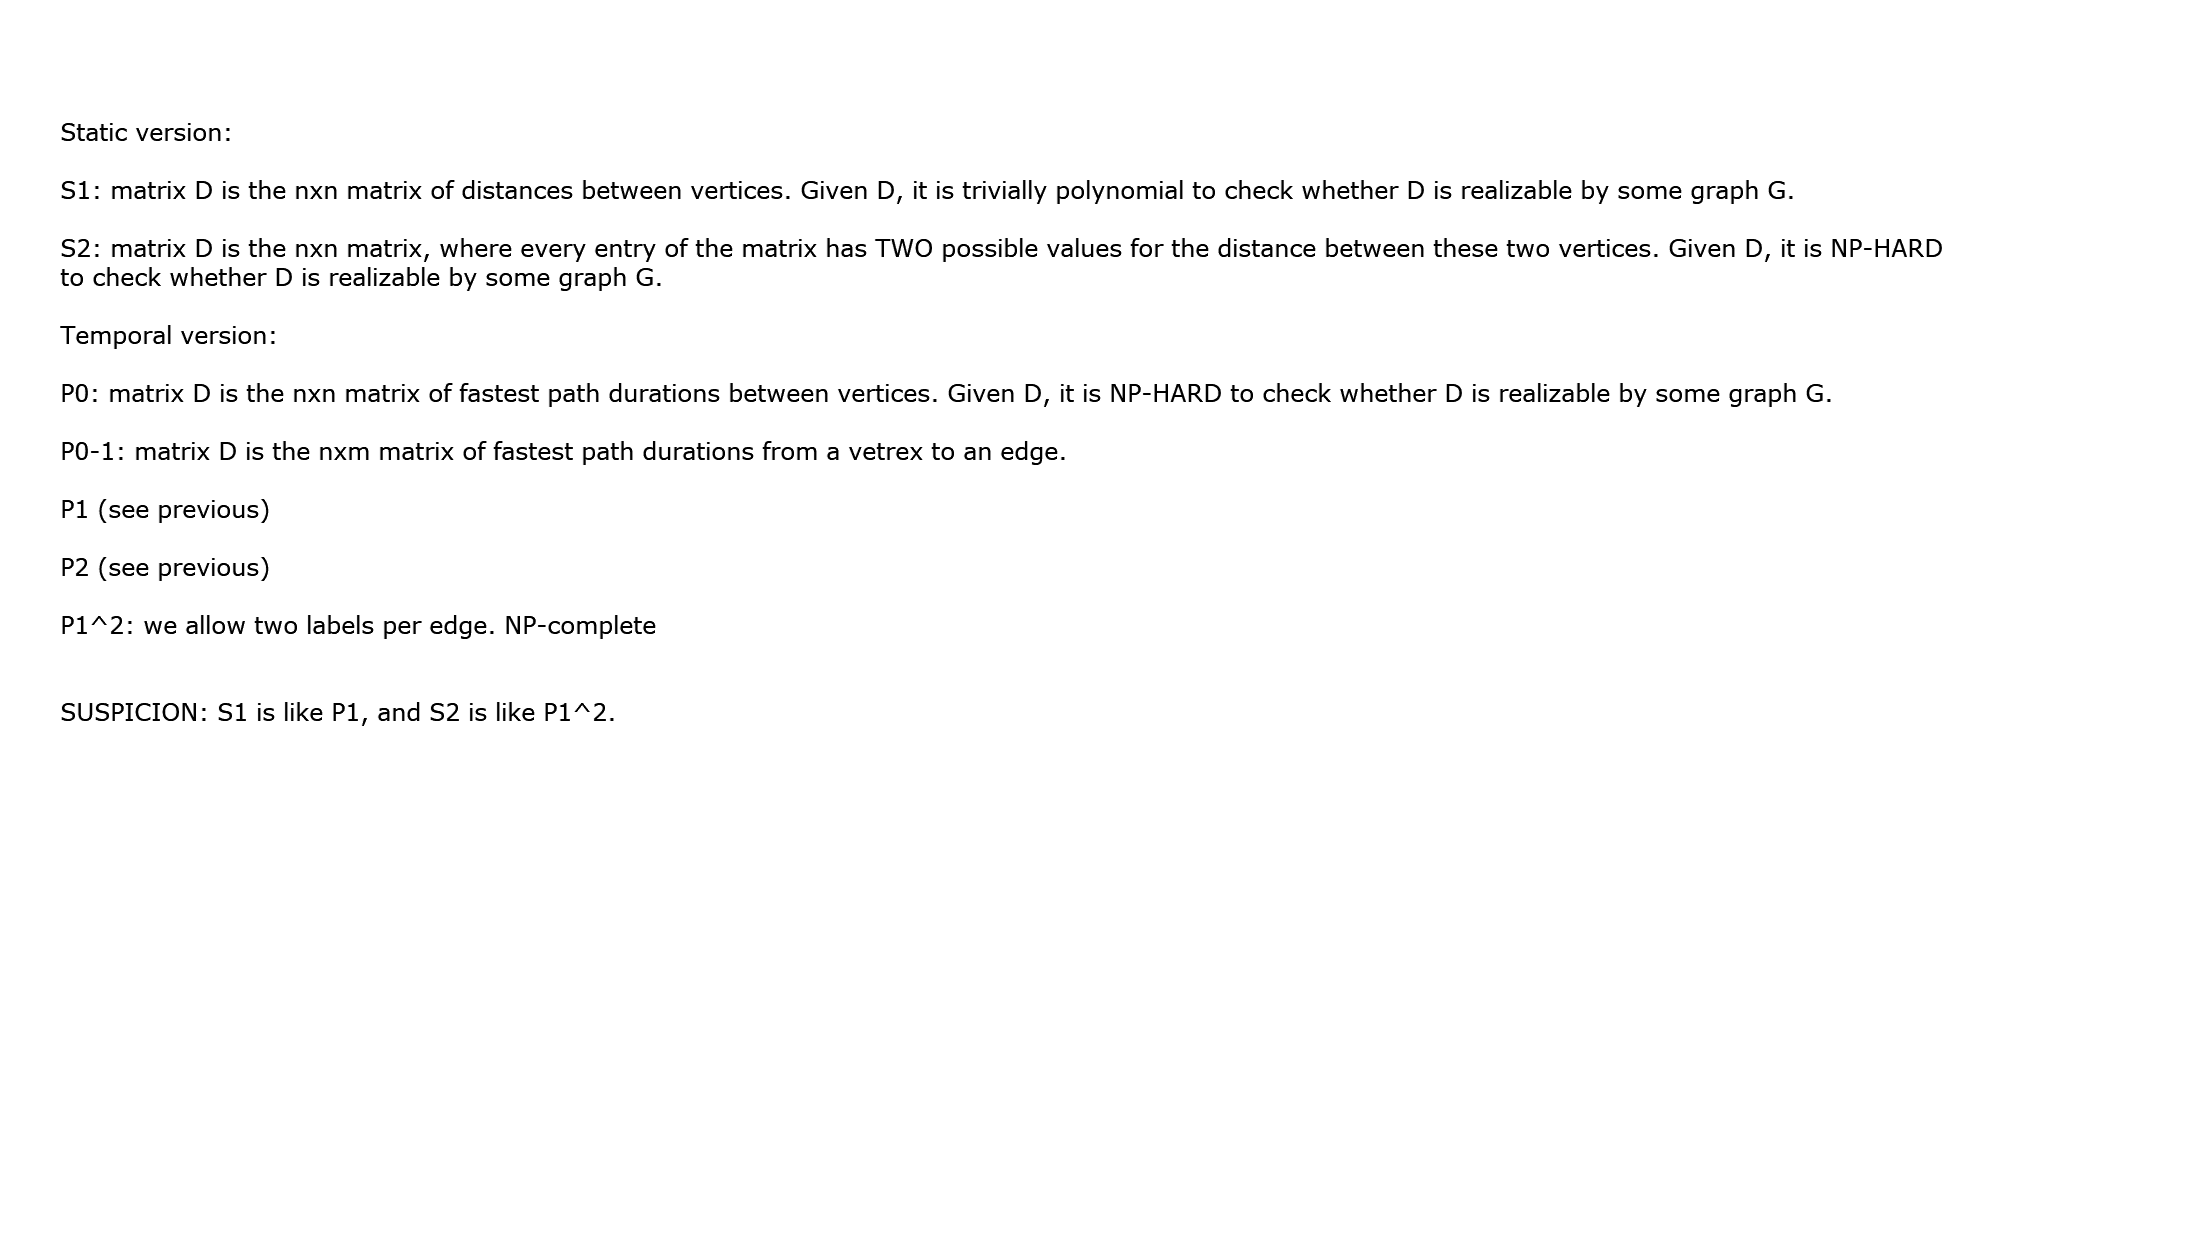 Static version:
S1: matrix D is the nxn matrix of distances between vertices. Given D, it is trivially polynomial to check whether D is realizable by some graph G.
S2: matrix D is the nxn matrix, where every entry of the matrix has TWO possible values for the distance between these two vertices. Given D, it is NP-HARD
to check whether D is realizable by some graph G.
Temporal version:
P0: matrix D is the nxn matrix of fastest path durations between vertices. Given D, it is NP-HARD to check whether D is realizable by some graph G.
P0-1: matrix D is the nxm matrix of fastest path durations from a vetrex to an edge.
P1 (see previous)
P2 (see previous)
P1^2: we allow two labels per edge. NP-complete
SUSPICION: S1 is like P1, and S2 is like P1^2.